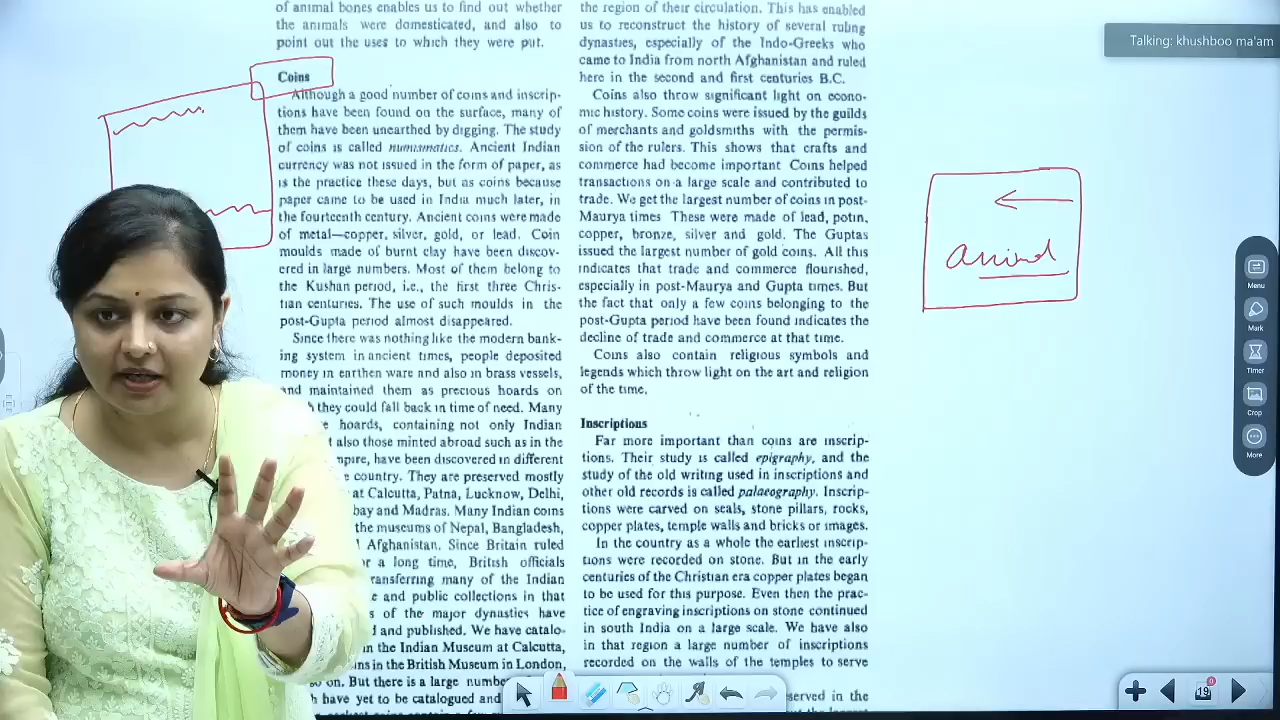 of animal bones enables us to find out whether
the animals were domesticated, and also to
point out the uses to which they were put.
Coins
Although a good number of coins and inscrip-
tions have been found on the surface, many of
them have been unearthed by digging. The study
of coins is called numismatics. Ancient Indian
currency was not issued in the form of paper, as
is the practice these days, but as coins because
paper came to be used in India much later, in
the fourteenth century. Ancient coins were made
of metal—copper, silver, gold, or lead. Coin
moulds made of burnt clay have been discov-
ered in large numbers. Most of them belong to
the Kushan period, i.e., the first three Chris-
tian centuries. The use of such moulds in the
post-Gupta period almost disappeared.
Since there was nothing like the modern bank-
ing system in ancient times, people deposited
money in earthen ware and also in brass vessels,
and maintained them as precious hoards on
they could fall back in time of need. Many
hoards, containing not only Indian
also those minted abroad such as in the
mpire, have been discovered in different
country. They are preserved mostly
at Calcutta, Patna, Lucknow, Delhi,
bay and Madras. Many Indian coins
the museums of Nepal, Bangladesh,
Afghanistan. Since Britain ruled
a long time, British officials
ransferring many of the Indian
and public collections in that
s of the major dynasties have
and published. We have catalo-
in the Indian Museum at Calcutta,
ins in the British Museum in London,
on. But there is a large numbe
have yet to be catalogued and
the region of their circulation. This has enabled
us to reconstruct the history of several ruling
dynasties, especially of the Indo-Greeks who
came to India from north Afghanistan and ruled
here in the second and first centuries B.C.
Coins also throw significant light on econo-
mic history. Some coins were issued by the guilds
of merchants and goldsmiths with the permis-
sion of the rulers. This shows that crafts and
commerce had become important Coins helped
transactions on a large scale and contributed to
trade. We get the largest number of coins in post-
Maurya times These were made of lead, potin,
copper, bronze, silver and gold. The Guptas
issued the largest number of gold coins. All this
indicates that trade and commerce flourished,
especially in post-Maurya and Gupta times. But
the fact that only a few coins belonging to the
post-Gupta period have been found indicates the
decline of trade and commerce at that time.
Coins also contain religious symbols and
legends which throw light on the art and religion
of the time.
Inscriptions
Far more important than coins are inscrip-
tions. Their study is called epigraphy, and the
study of the old writing used in inscriptions and
other old records is called palaeography. Inscrip-
tions were carved on seals, stone pillars, rocks,
copper plates, temple walls and bricks or images.
In the country as a whole the earliest inscrip-
tions were recorded on stone. But in the early
centuries of the Christian era copper plates began
to be used for this purpose. Even then the prac-
tice of engraving inscriptions on stone continued
in south India on a large scale. We have also
in that region a large number of inscriptions
recorded on the walls of the temples to serve
served in the
Talking: khushboo ma'am
Menu
Mark
Timer
Crop
More
19